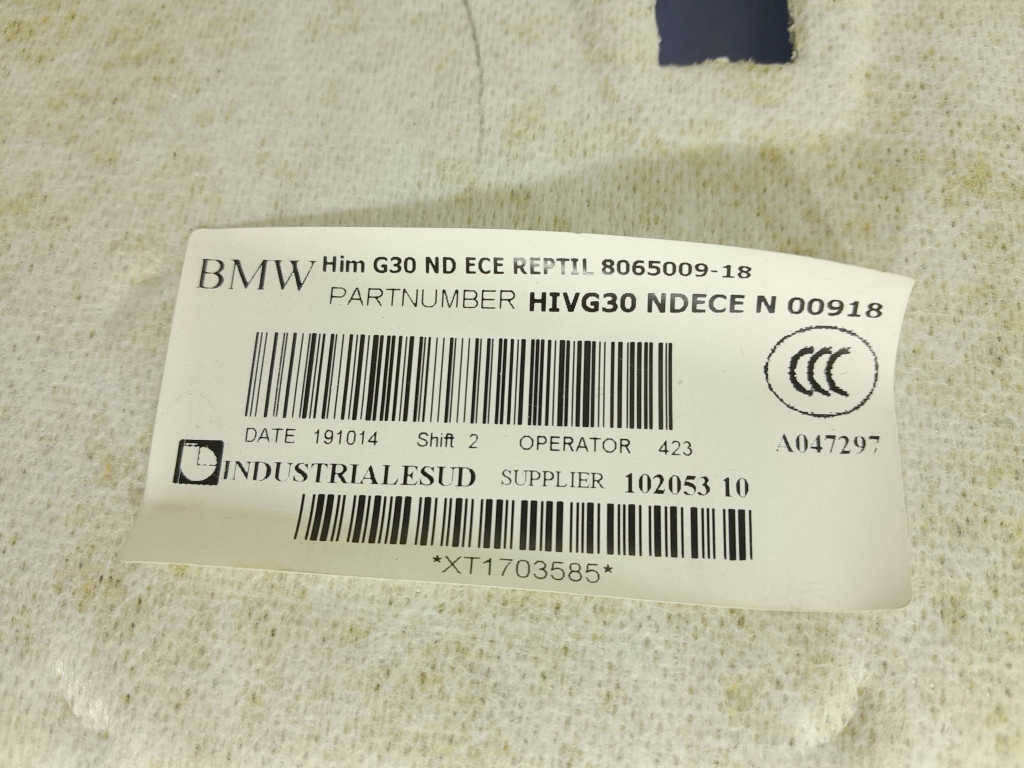 BMW Him G30 ND ECE REPTIL 8065009-18
PARTNUMBER HIVG30 NDECE N 00918
CCC
DATE 191014 Shift 2 OPERATOR 423
A047297
INDUSTRIALESUD SUPPLIER 102053 10
*XT1703585*